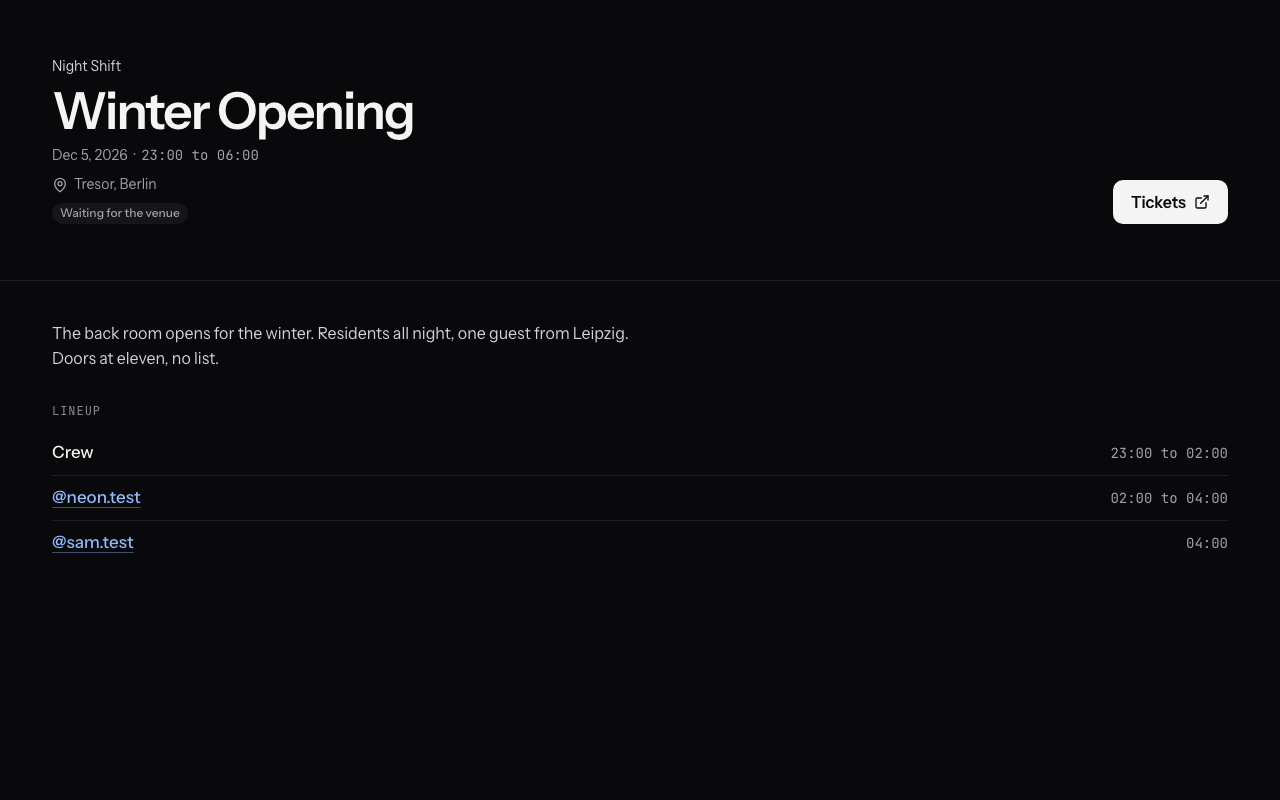 Night Shift
Winter Opening
Dec 5, 2026 · 23:00 to 06:00
Tresor, Berlin
Waiting for the venue
Tickets
The back room opens for the winter. Residents all night, one guest from Leipzig.
Doors at eleven, no list.
LINEUP
Crew 23:00 to 02:00
@neon.test 02:00 to 04:00
@sam.test 04:00